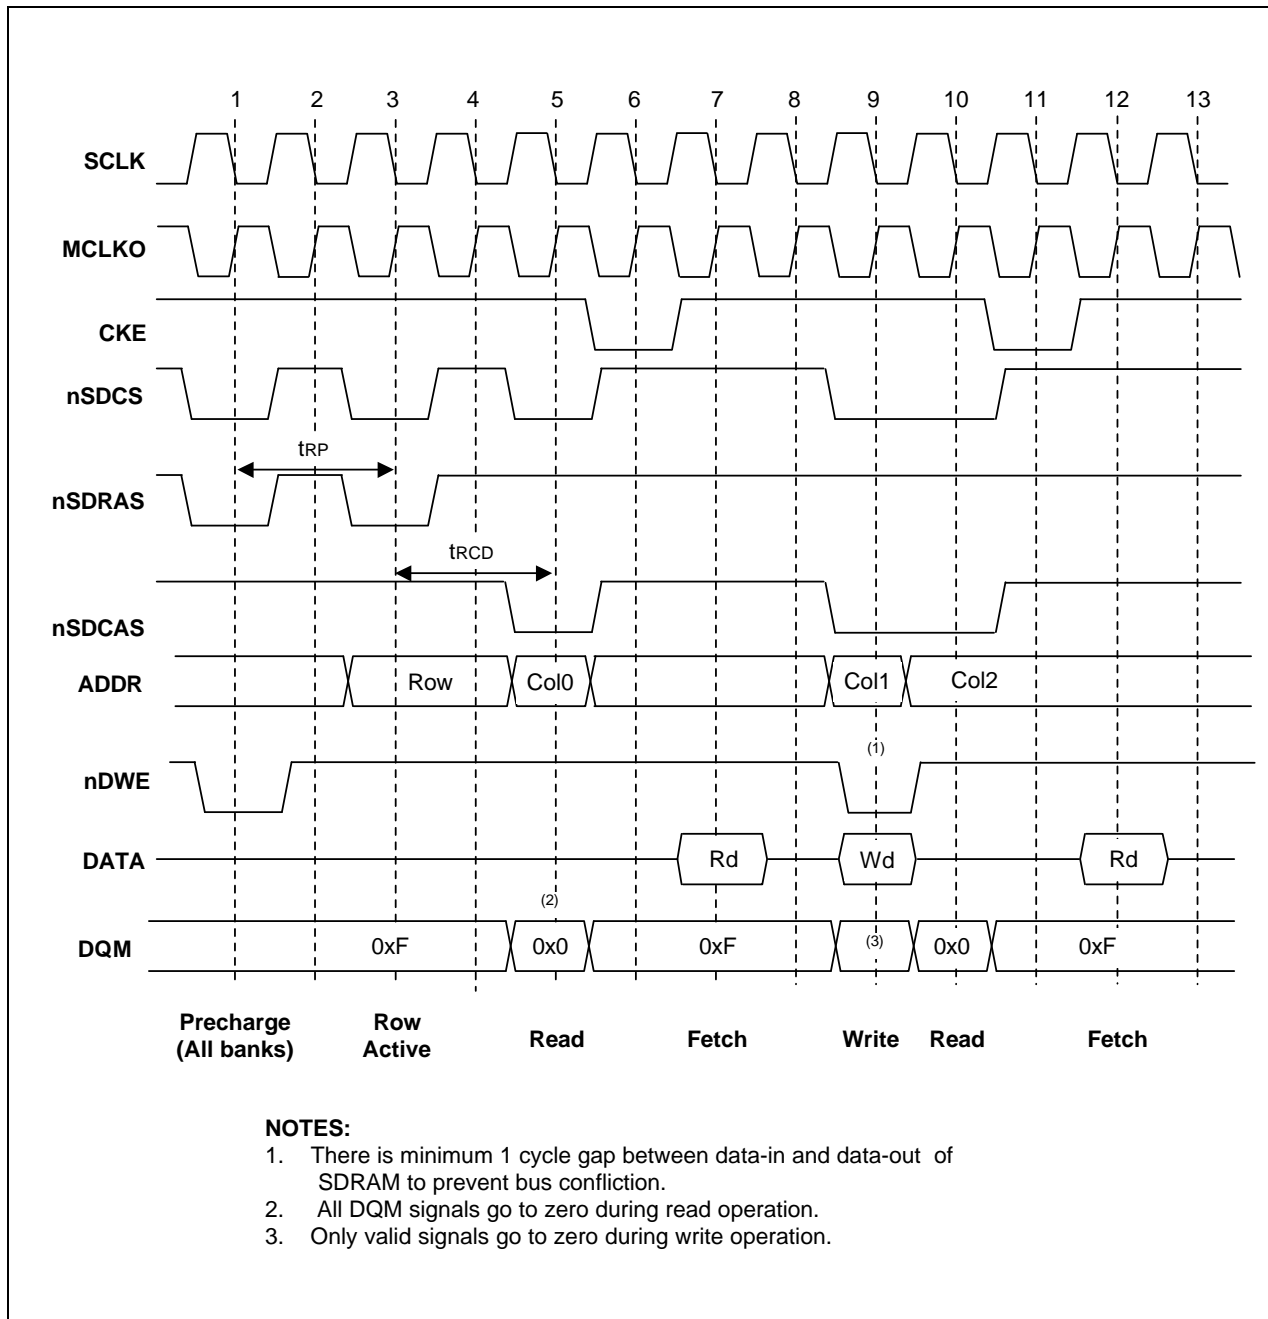 1 2 3 4 5 6 7 8 9 10 11 12 13
SCLK
MCLKO
CKE
nSDCS
tRP
nSDRAS
tRCD
nSDCAS
ADDR Row Col0 Col1 Col2
(1)
nDWE
DATA Rd Wd Rd
(2)
DQM 0xF 0x0 0xF (3) 0x0 0xF
Precharge Row
(All banks) Active Read Fetch Write Read Fetch
NOTES:
1. There is minimum 1 cycle gap between data-in and data-out of
SDRAM to prevent bus confliction.
2. All DQM signals go to zero during read operation.
3. Only valid signals go to zero during write operation.